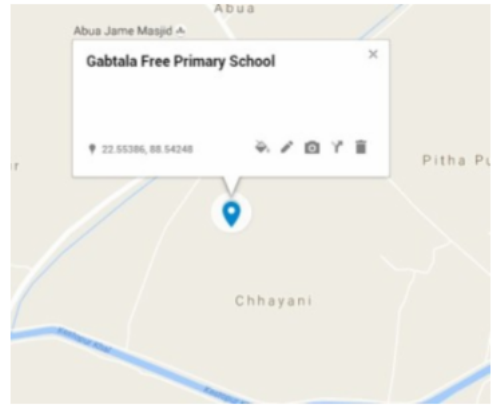 Abua
Abua Jame Masjid
Gabtala Free Primary School
22.55386, 88.54248
Pitha Pu
Chhayani